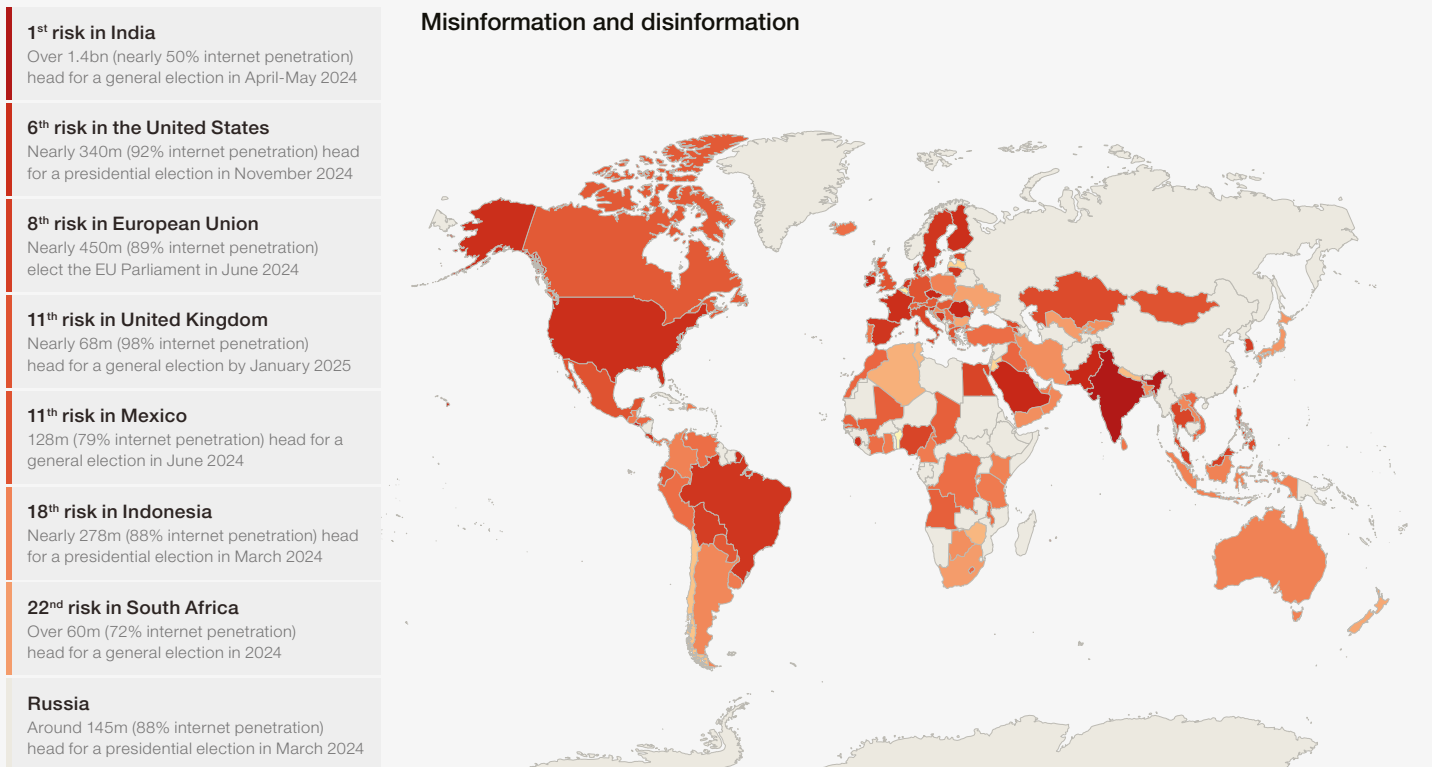 Misinformation and disinformation
1st risk in India
Over 1.4bn (nearly 50% internet penetration)
head for a general election in April-May 2024
6th risk in the United States
Nearly 340m (92% internet penetration) head
for a presidential election in November 2024
8th risk in European Union
Nearly 450m (89% internet penetration)
elect the EU Parliament in June 2024
11th risk in United Kingdom
Nearly 68m (98% internet penetration)
head for a general election by January 2025
11th risk in Mexico
128m (79% internet penetration) head for a
general election in June 2024
18th risk in Indonesia
Nearly 278m (88% internet penetration) head
for a presidential election in March 2024
22nd risk in South Africa
Over 60m (72% internet penetration)
head for a general election in 2024
Russia
Around 145m (88% internet penetration)
head for a presidential election in March 2024